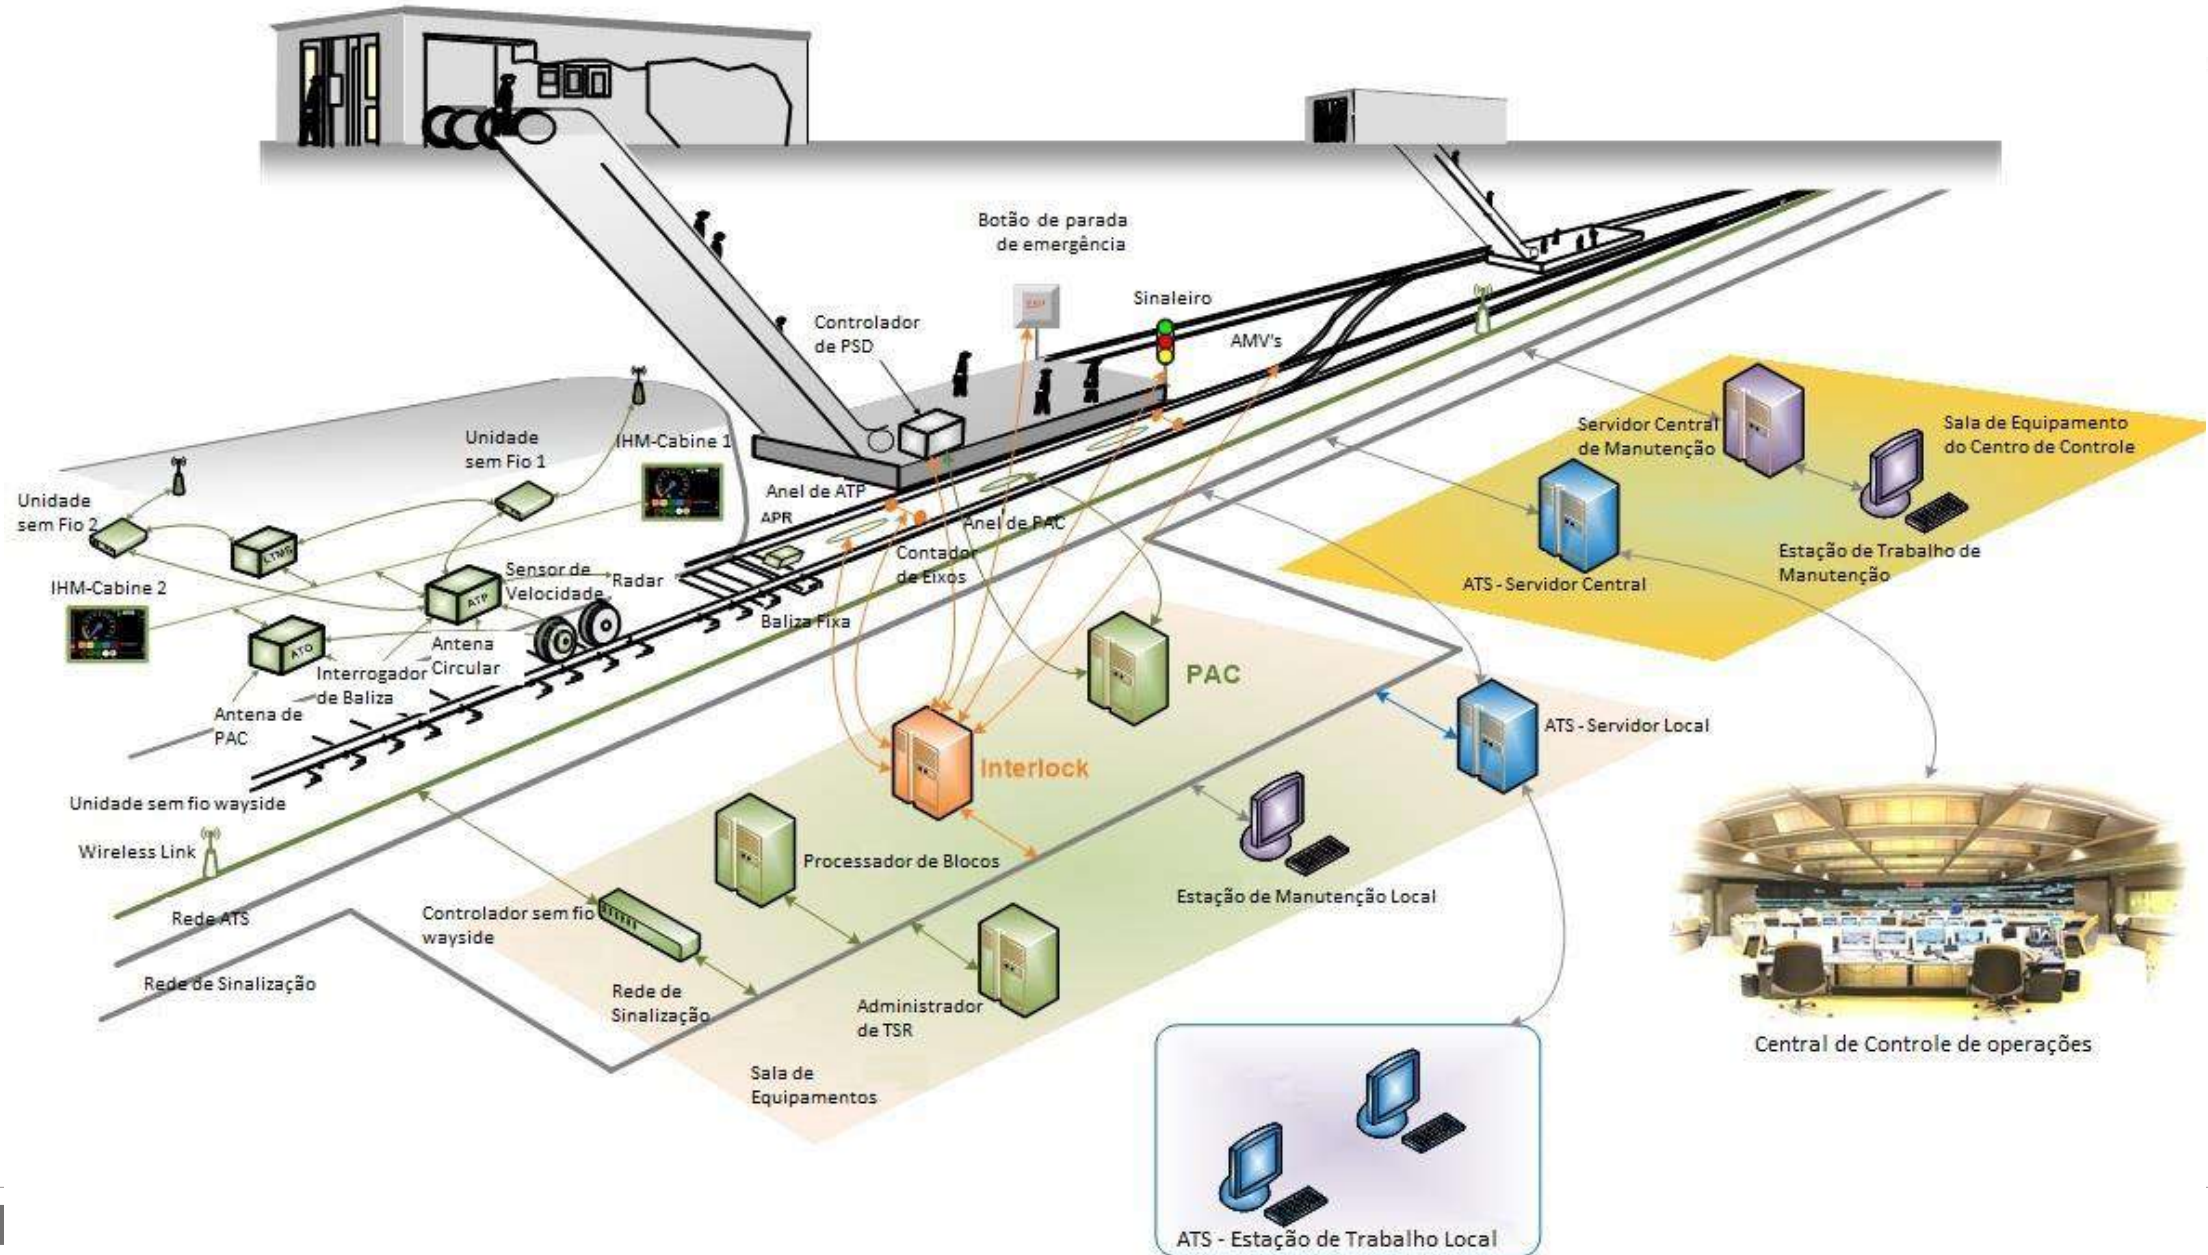 Botão de parada
de emergência
Sinaleiro
Controlador
de PSD
AMV's
Unidade
sem Fio 1
IHM-Cabine 1
Servidor Central
de Manutenção
Sala de Equipamento
do Centro de Controle
Unidade
sem Fio 2
LTMS
Anel de ATP
APR
Anel de PAC
Contador
de Eixos
Estação de Trabalho de
Manutenção
ATS - Servidor Central
IHM-Cabine 2
ATP
Sensor de
Velocidade
Radar
Baliza Fixa
ATO
Antena
Circular
Interrogador
de Baliza
Antena de
PAC
PAC
ATS - Servidor Local
Interlock
Unidade sem fio wayside
Wireless Link
Processador de Blocos
Estação de Manutenção Local
Rede ATS
Controlador sem fio
wayside
Rede de Sinalização
Rede de
Sinalização
Administrador
de TSR
Central de Controle de operações
Sala de
Equipamentos
ATS - Estação de Trabalho Local